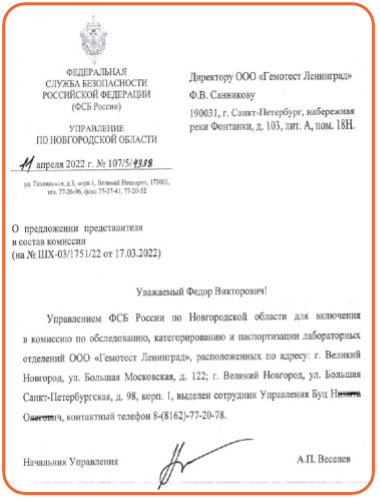 ФЕДЕРАЛЬНАЯ
СЛУЖБА БЕЗОПАСНОСТИ
РОССИЙСКОЙ ФЕДЕРАЦИИ
(ФСБ России)
УПРАВЛЕНИЕ
ПО НОВГОРОДСКОЙ ОБЛАСТИ
11 апреля 2022 г. № 107/5/4338
корп.1, Великий Новгород, 173001,
тел. 77-26-96, факс 77-27-41, 77-20-52
Директору ООО «Гемотест Ленинград»
Ф.В. Санникову
190031, г. Санкт-Петербург, набережная
реки Фонтанки, д. 103, лит. А, пом. 18Н.
О предложении представителя
в состав комиссии
(на № ШХ-03/1751/22 от 17.03.2022)
Уважаемый Федор Викторович!
Управлением ФСБ России по Новгородской области для включения
в комиссию по обследованию, категорированию и паспортизации лабораторных
отделений ООО «Гемотест Ленинград», расположенных по адресу: г. Великий
Новгород, ул. Большая Московская, д. 122; г. Великий Новгород, ул. Большая
Санкт-Петербургская, д. 98, корп. 1, выделен сотрудник Управления Буц Никита
Олегович, контактный телефон 8-(8162)-77-20-78.
Начальник Управления
А.П. Веселев